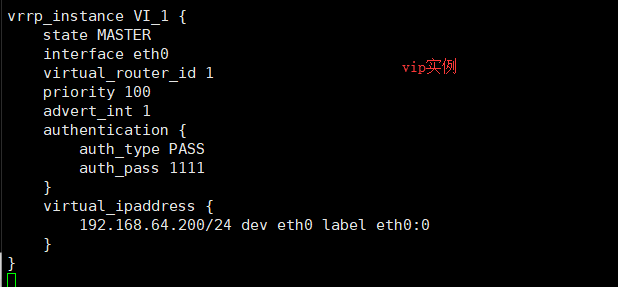 vrrp_instance VI_1 {
    state MASTER
    interface eth0
    virtual_router_id 1
    priority 100
    advert_int 1
    authentication {
        auth_type PASS
        auth_pass 1111
    }
    virtual_ipaddress {
        192.168.64.200/24 dev eth0 label eth0:0
    }
}
vip实例